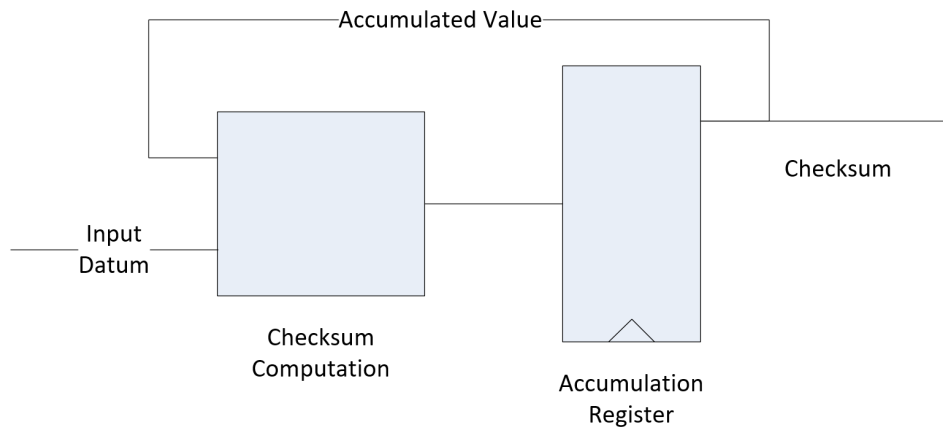 Accumulated Value
Checksum
Input
Datum
Checksum
Computation
Accumulation
Register